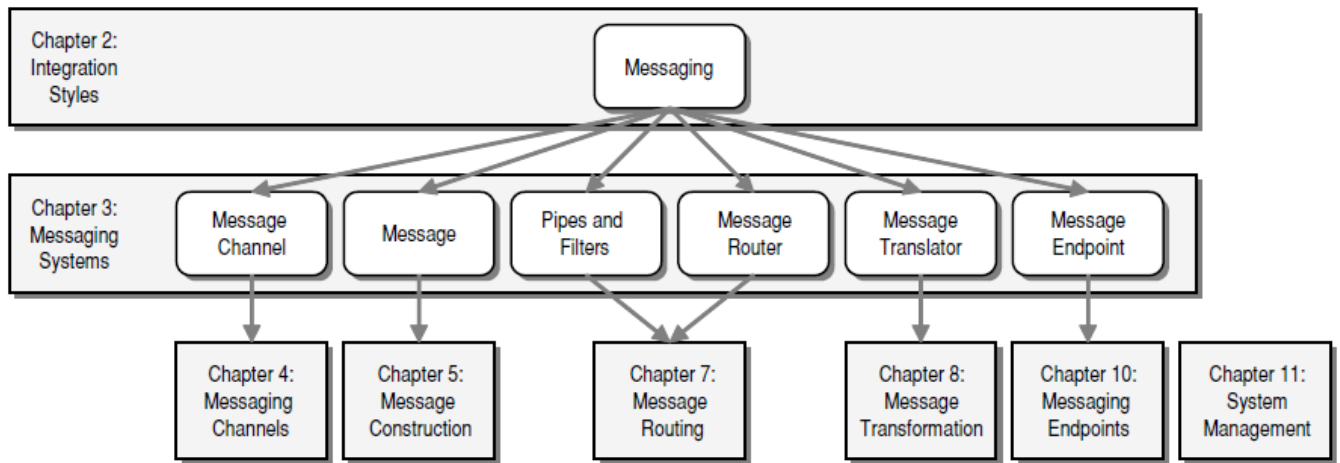 Chapter 2:
Integration
Styles
Messaging
Chapter 3:
Messaging
Systems
Message
Channel
Message
Pipes and
Filters
Message
Router
Message
Translator
Message
Endpoint
Chapter 4:
Messaging
Channels
Chapter 5:
Message
Construction
Chapter 7:
Message
Routing
Chapter 8:
Message
Transformation
Chapter 10:
Messaging
Endpoints
Chapter 11:
System
Management